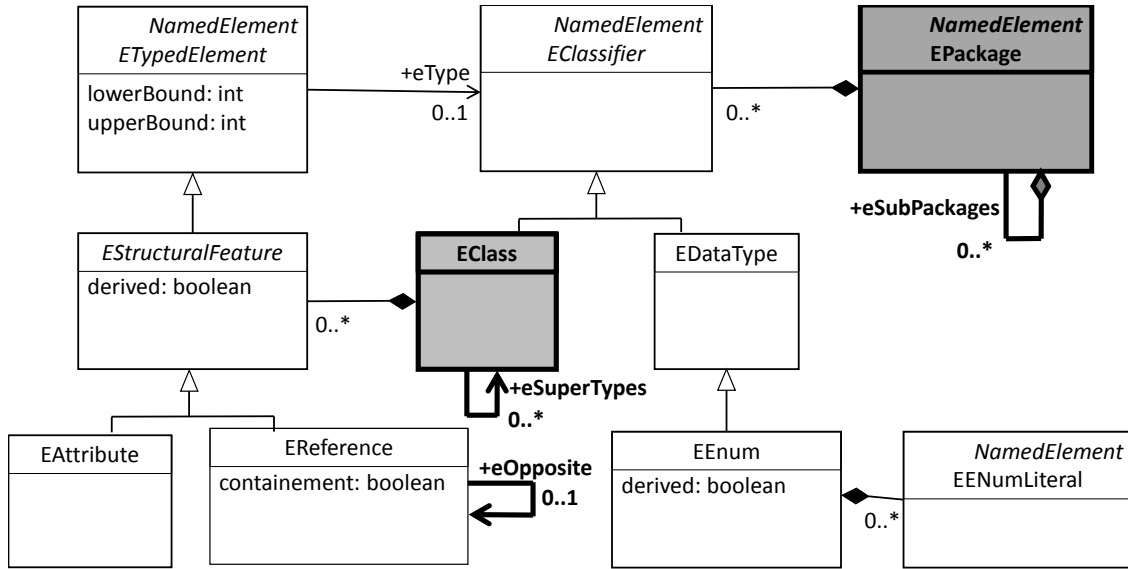 NamedElement
ETypedElement
lowerBound: int
upperBound: int
+eType
0..1
NamedElement
EClassifier
0..*
NamedElement
EPackage
+eSubPackages
0..*
EStructuralFeature
derived: boolean
0..*
EClass
+eSuperTypes
0..*
EDataType
EAttribute
EReference
containement: boolean
+eOpposite
0..1
EEnum
derived: boolean
0..*
NamedElement
EENumLiteral